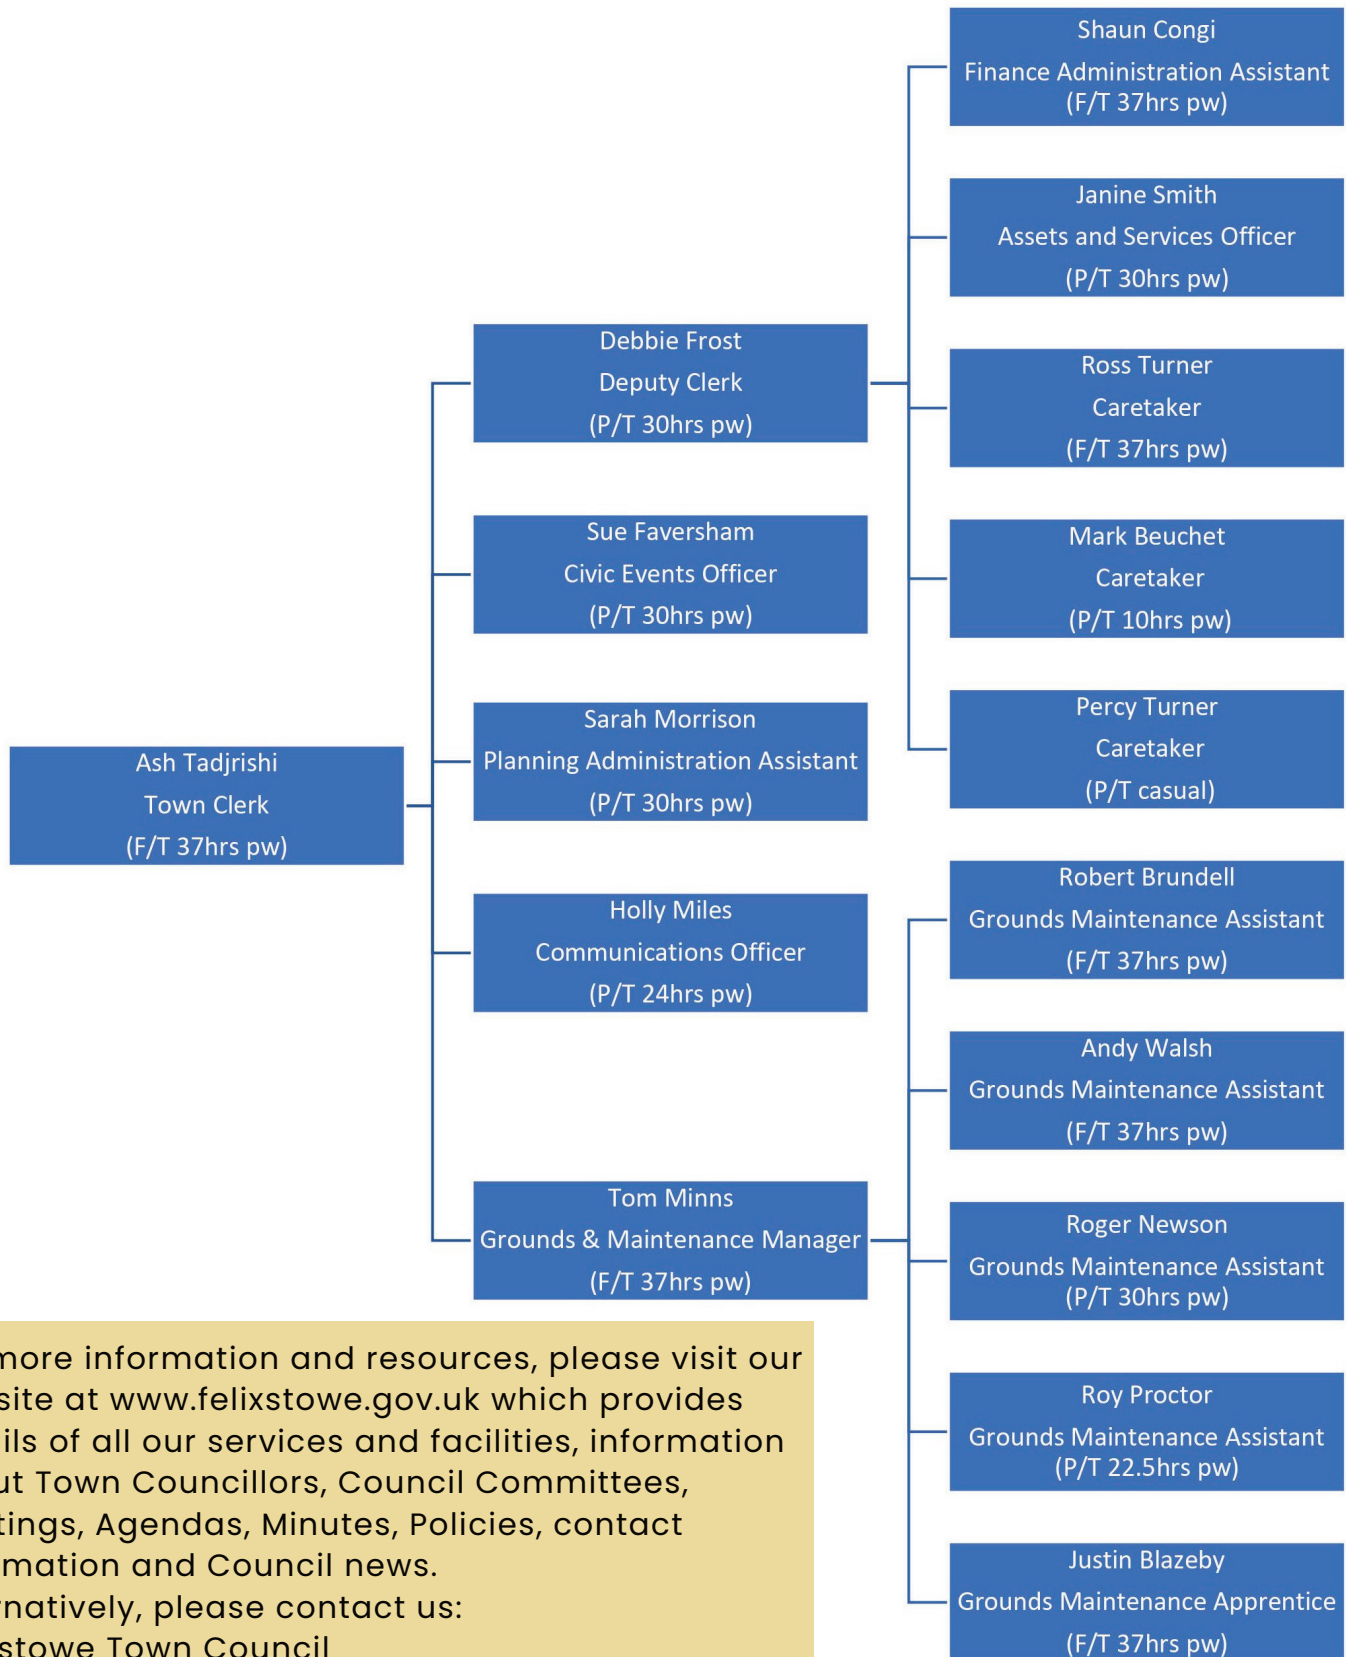 Shaun Congi
Finance Administration Assistant
(F/T 37hrs pw)
Janine Smith
Assets and Services Officer
(P/T 30hrs pw)
Debbie Frost
Deputy Clerk
(P/T 30hrs pw)
Ross Turner
Caretaker
(F/T 37hrs pw)
Sue Faversham
Civic Events Officer
(P/T 30hrs pw)
Mark Beuchet
Caretaker
(P/T 10hrs pw)
Sarah Morrison
Planning Administration Assistant
(P/T 30hrs pw)
Percy Turner
Caretaker
(P/T casual)
Ash Tadjrishi
Town Clerk
(F/T 37hrs pw)
Holly Miles
Communications Officer
(P/T 24hrs pw)
Robert Brundell
Grounds Maintenance Assistant
(F/T 37hrs pw)
Andy Walsh
Grounds Maintenance Assistant
(F/T 37hrs pw)
Tom Minns
Grounds & Maintenance Manager
(F/T 37hrs pw)
Roger Newson
Grounds Maintenance Assistant
(P/T 30hrs pw)
Roy Proctor
Grounds Maintenance Assistant
(P/T 22.5hrs pw)
Justin Blazeby
Grounds Maintenance Apprentice
(F/T 37hrs pw)
more information and resources, please visit our
site at www.felixstowe.gov.uk which provides
ils of all our services and facilities, information
ut Town Councillors, Council Committees,
tings, Agendas, Minutes, Policies, contact
rmation and Council news.
rnatively, please contact us:
stowe Town Council